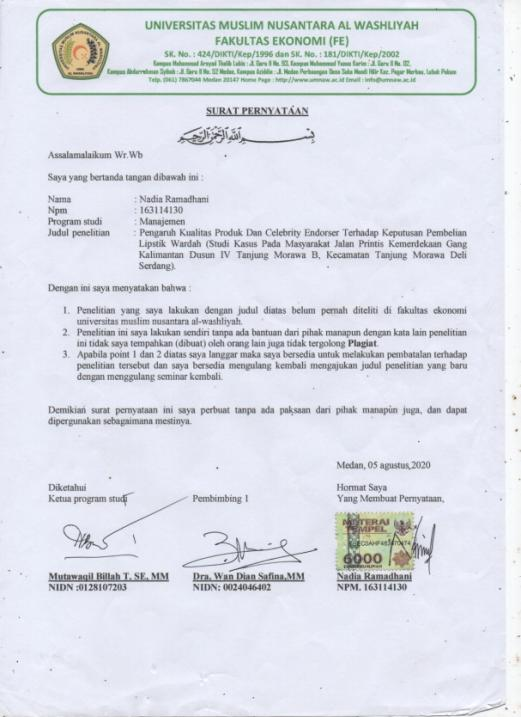 UNIVERSITAS MUSLIM NUSANTARA AL WASHLIYAH
FAKULTAS EKONOMI (FE)
SK. No. : 424/DIKTI/Kep/1996 dan SK. No. : 181/DIKTI/Kep/2002
Kampus Muhammad Arsyad Thalib Lubis : Jl. Garu II No. 93, Kampus Muhammad Yunus Karim : Jl. Garu II No. 02,
Kampus Abdurrahman Syihab : Jl. Garu II No. 52 Medan, Kampus Aziddin : Jl. Medan Perbaungan Desa Suka Mandi Hilir Kec. Pagar Merbau, Lubuk Pakam
Telp. (061) 7867044 Medan 20147 Home Page : http://www.umnaw.ac.id Email : info@umnaw.ac.id
SURAT PERNYATAAN
بِسْمِ اللَّهِ الرَّحْمَنِ الرَّحِيمِ
Assalamalaikum Wr.Wb
Saya yang bertanda tangan dibawah ini :
Nama : Nadia Ramadhani
Npm : 163114130
Program studi : Manajemen
Judul penelitian : Pengaruh Kualitas Produk Dan Celebrity Endorser Terhadap Keputusan Pembelian
Lipstik Wardah (Studi Kasus Pada Masyarakat Jalan Printis Kemerdekaan Gang
Kalimantan Dusun IV Tanjung Morawa B, Kecamatan Tanjung Morawa Deli
Serdang).
Dengan ini saya menyatakan bahwa :
1. Penelitian yang saya lakukan dengan judul diatas belum pernah diteliti di fakultas ekonomi
universitas muslim nusantara al-washliyah.
2. Penelitian ini saya lakukan sendiri tanpa ada bantuan dari pihak manapun dengan kata lain penelitian
ini tidak saya tempahkan (dibuat) oleh orang lain juga tidak tergolong Plagiat.
3. Apabila point 1 dan 2 diatas saya langgar maka saya bersedia untuk melakukan pembatalan terhadap
penelitian tersebut dan saya bersedia mengulang kembali mengajukan judul penelitian yang baru
dengan menggulang seminar kembali.
Demikian surat pernyataan ini saya perbuat tanpa ada paksaan dari pihak manapun juga, dan dapat
dipergunakan sebagaimana mestinya.
Medan, 05 agustus,2020
Diketahui
Hormat Saya
Ketua program studi Pembimbing 1 Yang Membuat Pernyataan,
METERAI
TEMPEL
6000
Mutawaqil Billah T, SE, MM Dra. Wan Dian Safina,MM Nadia Ramadhani
NIDN :0128107203 NIDN: 0024046402 NPM. 163114130